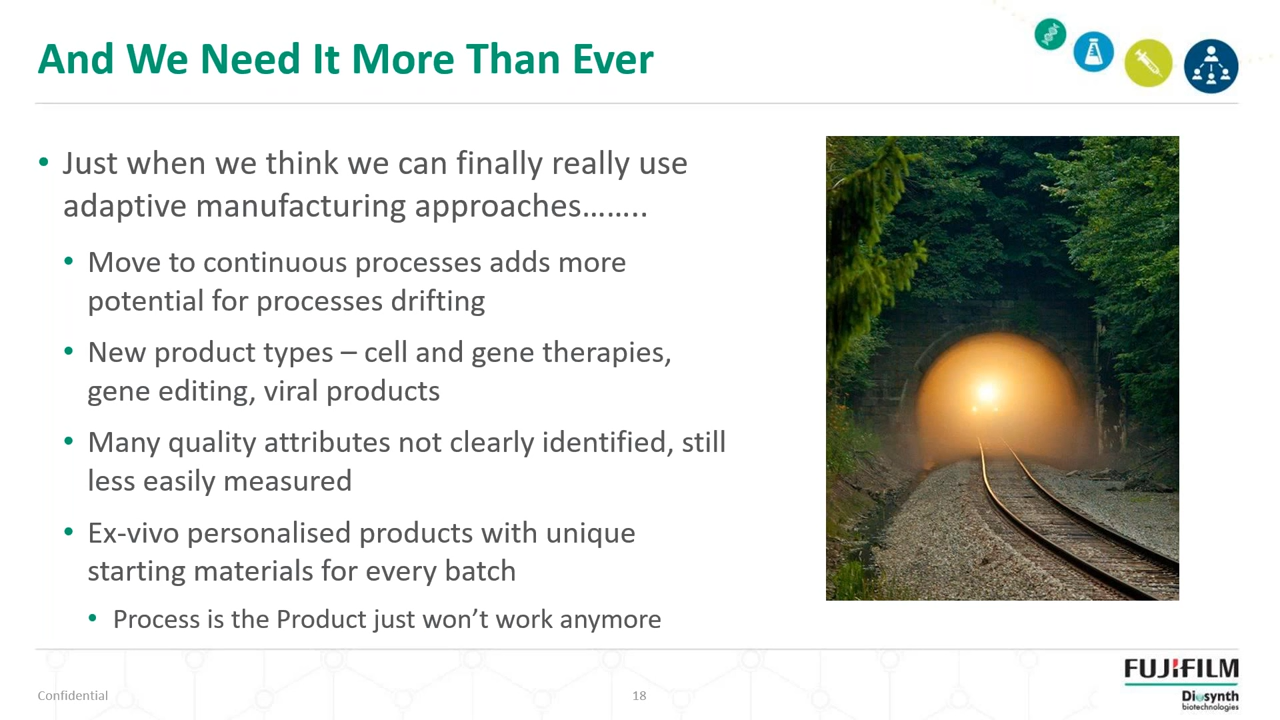 And We Need It More Than Ever
• Just when we think we can finally really use
adaptive manufacturing approaches……..
• Move to continuous processes adds more
potential for processes drifting
• New product types – cell and gene therapies,
gene editing, viral products
• Many quality attributes not clearly identified, still
less easily measured
• Ex-vivo personalised products with unique
starting materials for every batch
• Process is the Product just won’t work anymore
Confidential
18
FUJIFILM
Diosynth
biotechnologies